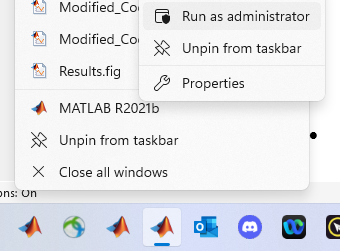 Modified_Co
Modified_Co
Results.fig
Run as administrator
Unpin from taskbar
Properties
MATLAB R2021b
Unpin from taskbar
Close all windows
ons: On